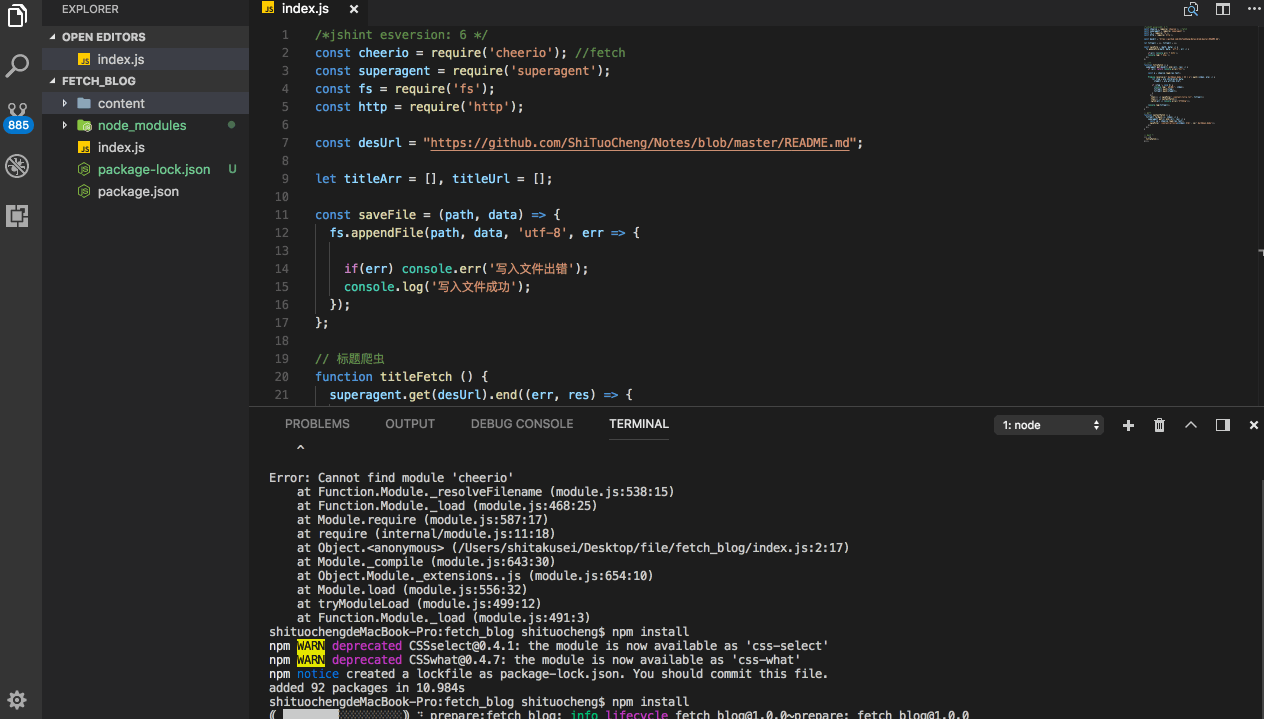 EXPLORER
OPEN EDITORS
index.js
FETCH_BLOG
content
node_modules
index.js
package-lock.json U
package.json
885
index.js
1 /*jshint esversion: 6 */
2 const cheerio = require('cheerio'); //fetch
3 const superagent = require('superagent');
4 const fs = require('fs');
5 const http = require('http');
6
7 const desUrl = "https://github.com/ShiTuoCheng/Notes/blob/master/README.md";
8
9 let titleArr = [], titleUrl = [];
10
11 const saveFile = (path, data) => {
12 fs.appendFile(path, data, 'utf-8', err => {
13
14 if(err) console.err('写入文件出错');
15 console.log('写入文件成功');
16 });
17 };
18
19 // 标题爬虫
20 function titleFetch () {
21 superagent.get(desUrl).end((err, res) => {
PROBLEMS OUTPUT DEBUG CONSOLE TERMINAL 1: node
^
Error: Cannot find module 'cheerio'
at Function.Module._resolveFilename (module.js:538:15)
at Function.Module._load (module.js:468:25)
at Module.require (module.js:587:17)
at require (internal/module.js:11:18)
at Object.<anonymous> (/Users/shitakusei/Desktop/file/fetch_blog/index.js:2:17)
at Module._compile (module.js:643:30)
at Object.Module._extensions..js (module.js:654:10)
at Module.load (module.js:556:32)
at tryModuleLoad (module.js:499:12)
at Function.Module._load (module.js:491:3)
shituochengdeMacBook-Pro:fetch_blog shituocheng$ npm install
npm WARN deprecated CSSselect@0.4.1: the module is now available as 'css-select'
npm WARN deprecated CSSwhat@0.4.7: the module is now available as 'css-what'
npm notice created a lockfile as package-lock.json. You should commit this file.
added 92 packages in 10.984s
shituochengdeMacBook-Pro:fetch_blog shituocheng$ npm install
prepare:fetch_blog: info lifecycle fetch_blog@1.0.0~prepare: fetch_blog@1.0.0